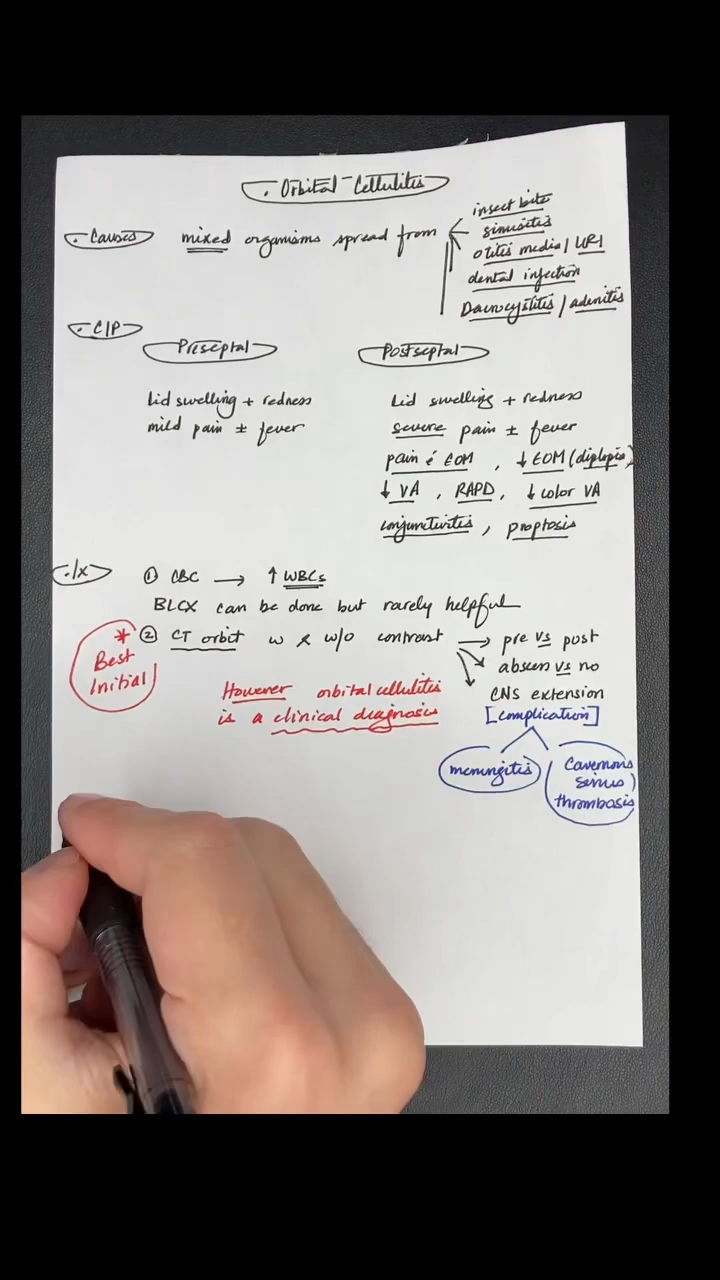 . Orbital Cellulitis
. Causes mixed organisms spread from
insect bite
sinusitis
otitis media / URI
dental infection
Dacrocystites / adenitis
. C/P
Preseptal
Postseptal
Lid swelling + redness
mild pain ± fever
Lid swelling + redness
severe pain ± fever
pain c̄ EOM , ↓ EOM (diplopia)
↓ VA , RAPD , ↓ color VA
conjunctivitis , proptosis
. Ix ① CBC → ↑ WBCs
BLCX can be done but rarely helpful
* ② CT orbit w & w/o contrast → pre vs post
Best
Initial
abscess vs no
CNS extension
[complication]
However orbital cellulitis
is a clinical diagnosis
meningitis
Cavernous
sinus
thrombosis